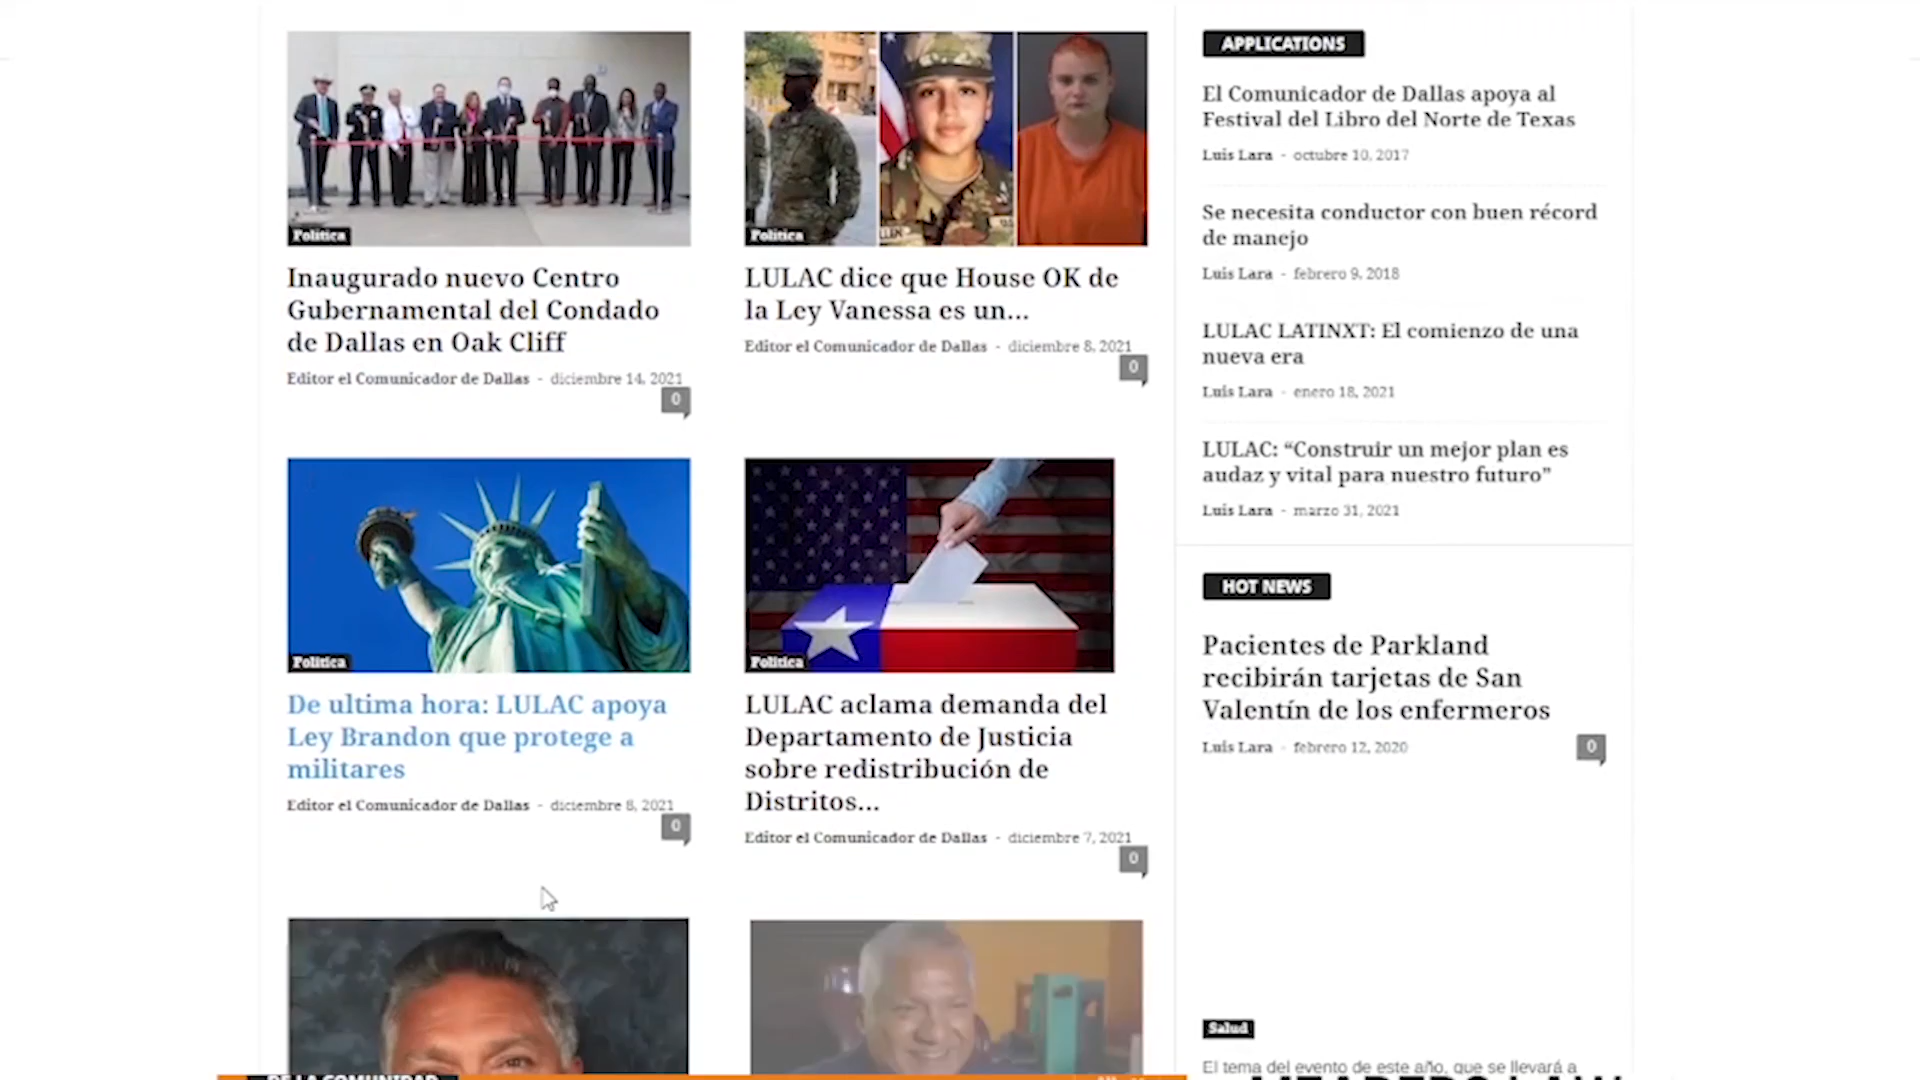 Política
Inaugurado nuevo Centro
Gubernamental del Condado
de Dallas en Oak Cliff
Editor el Comunicador de Dallas - diciembre 14, 2021
0
Política
LULAC dice que House OK de
la Ley Vanessa es un...
Editor el Comunicador de Dallas - diciembre 8, 2021
0
Política
De ultima hora: LULAC apoya
Ley Brandon que protege a
militares
Editor el Comunicador de Dallas - diciembre 8, 2021
0
Política
LULAC aclama demanda del
Departamento de Justicia
sobre redistribución de
Distritos...
Editor el Comunicador de Dallas - diciembre 7, 2021
0
APPLICATIONS
El Comunicador de Dallas apoya al
Festival del Libro del Norte de Texas
Luis Lara - octubre 10, 2017
Se necesita conductor con buen récord
de manejo
Luis Lara - febrero 9, 2018
LULAC LATINXT: El comienzo de una
nueva era
Luis Lara - enero 18, 2021
LULAC: “Construir un mejor plan es
audaz y vital para nuestro futuro”
Luis Lara - marzo 31, 2021
HOT NEWS
Pacientes de Parkland
recibirán tarjetas de San
Valentín de los enfermeros
Luis Lara - febrero 12, 2020
0
Salud
El tema del evento de este año, que se llevará a
DE LA COMUNIDAD